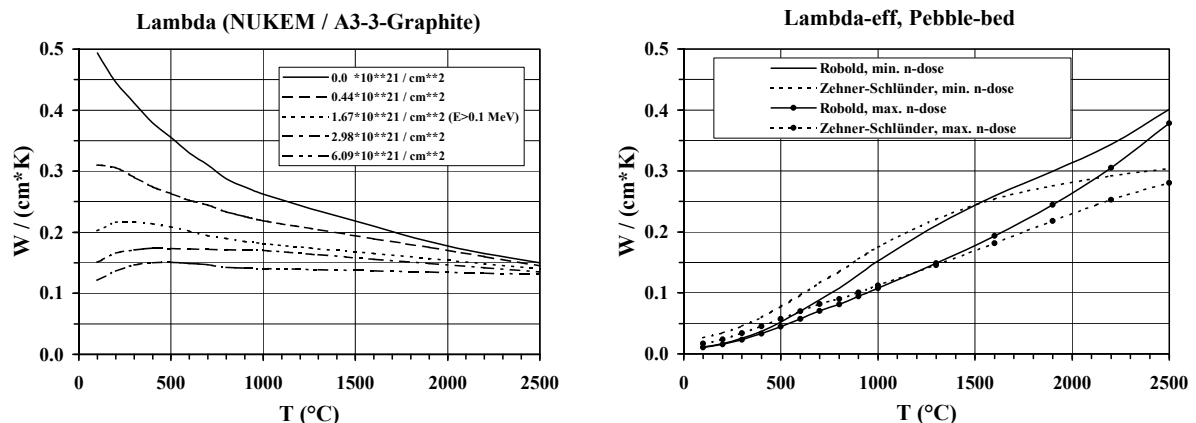 Lambda (NUKEM / A3-3-Graphite)
0.5
0.4
0.3
0.2
0.1
0.0
W / (cm*K)
0.0 *10**21 / cm**2
0.44*10**21 / cm**2
1.67*10**21 / cm**2 (E>0.1 MeV)
2.98*10**21 / cm**2
6.09*10**21 / cm**2
0 500 1000 1500 2000 2500
T (°C)
Lambda-eff, Pebble-bed
0.5
0.4
0.3
0.2
0.1
0.0
W / (cm*K)
Robold, min. n-dose
Zehner-Schlünder, min. n-dose
Robold, max. n-dose
Zehner-Schlünder, max. n-dose
0 500 1000 1500 2000 2500
T (°C)